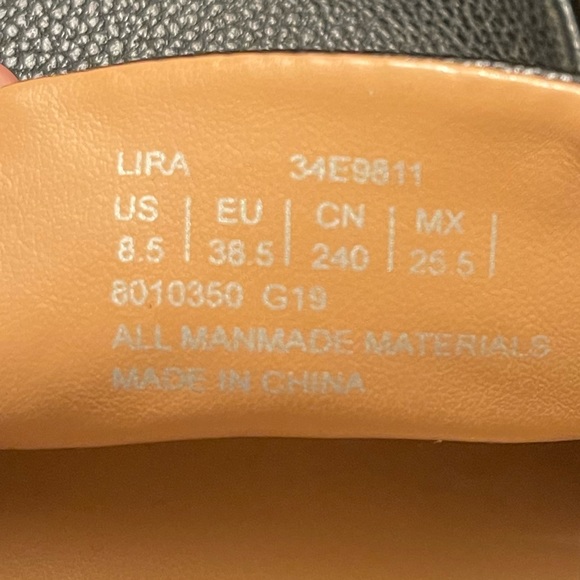 LIRA 34E9811
US | EU | CN | MX |
8.5 | 38.5 | 240 | 25.5 |
8010350 G19
ALL MANMADE MATERIALS
MADE IN CHINA